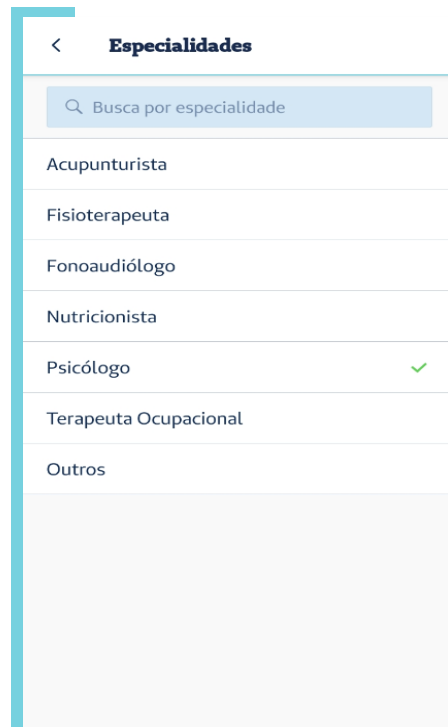 Especialidades
Busca por especialidade
Acupunturista
Fisioterapeuta
Fonoaudiólogo
Nutricionista
Psicólogo
Terapeuta Ocupacional
Outros